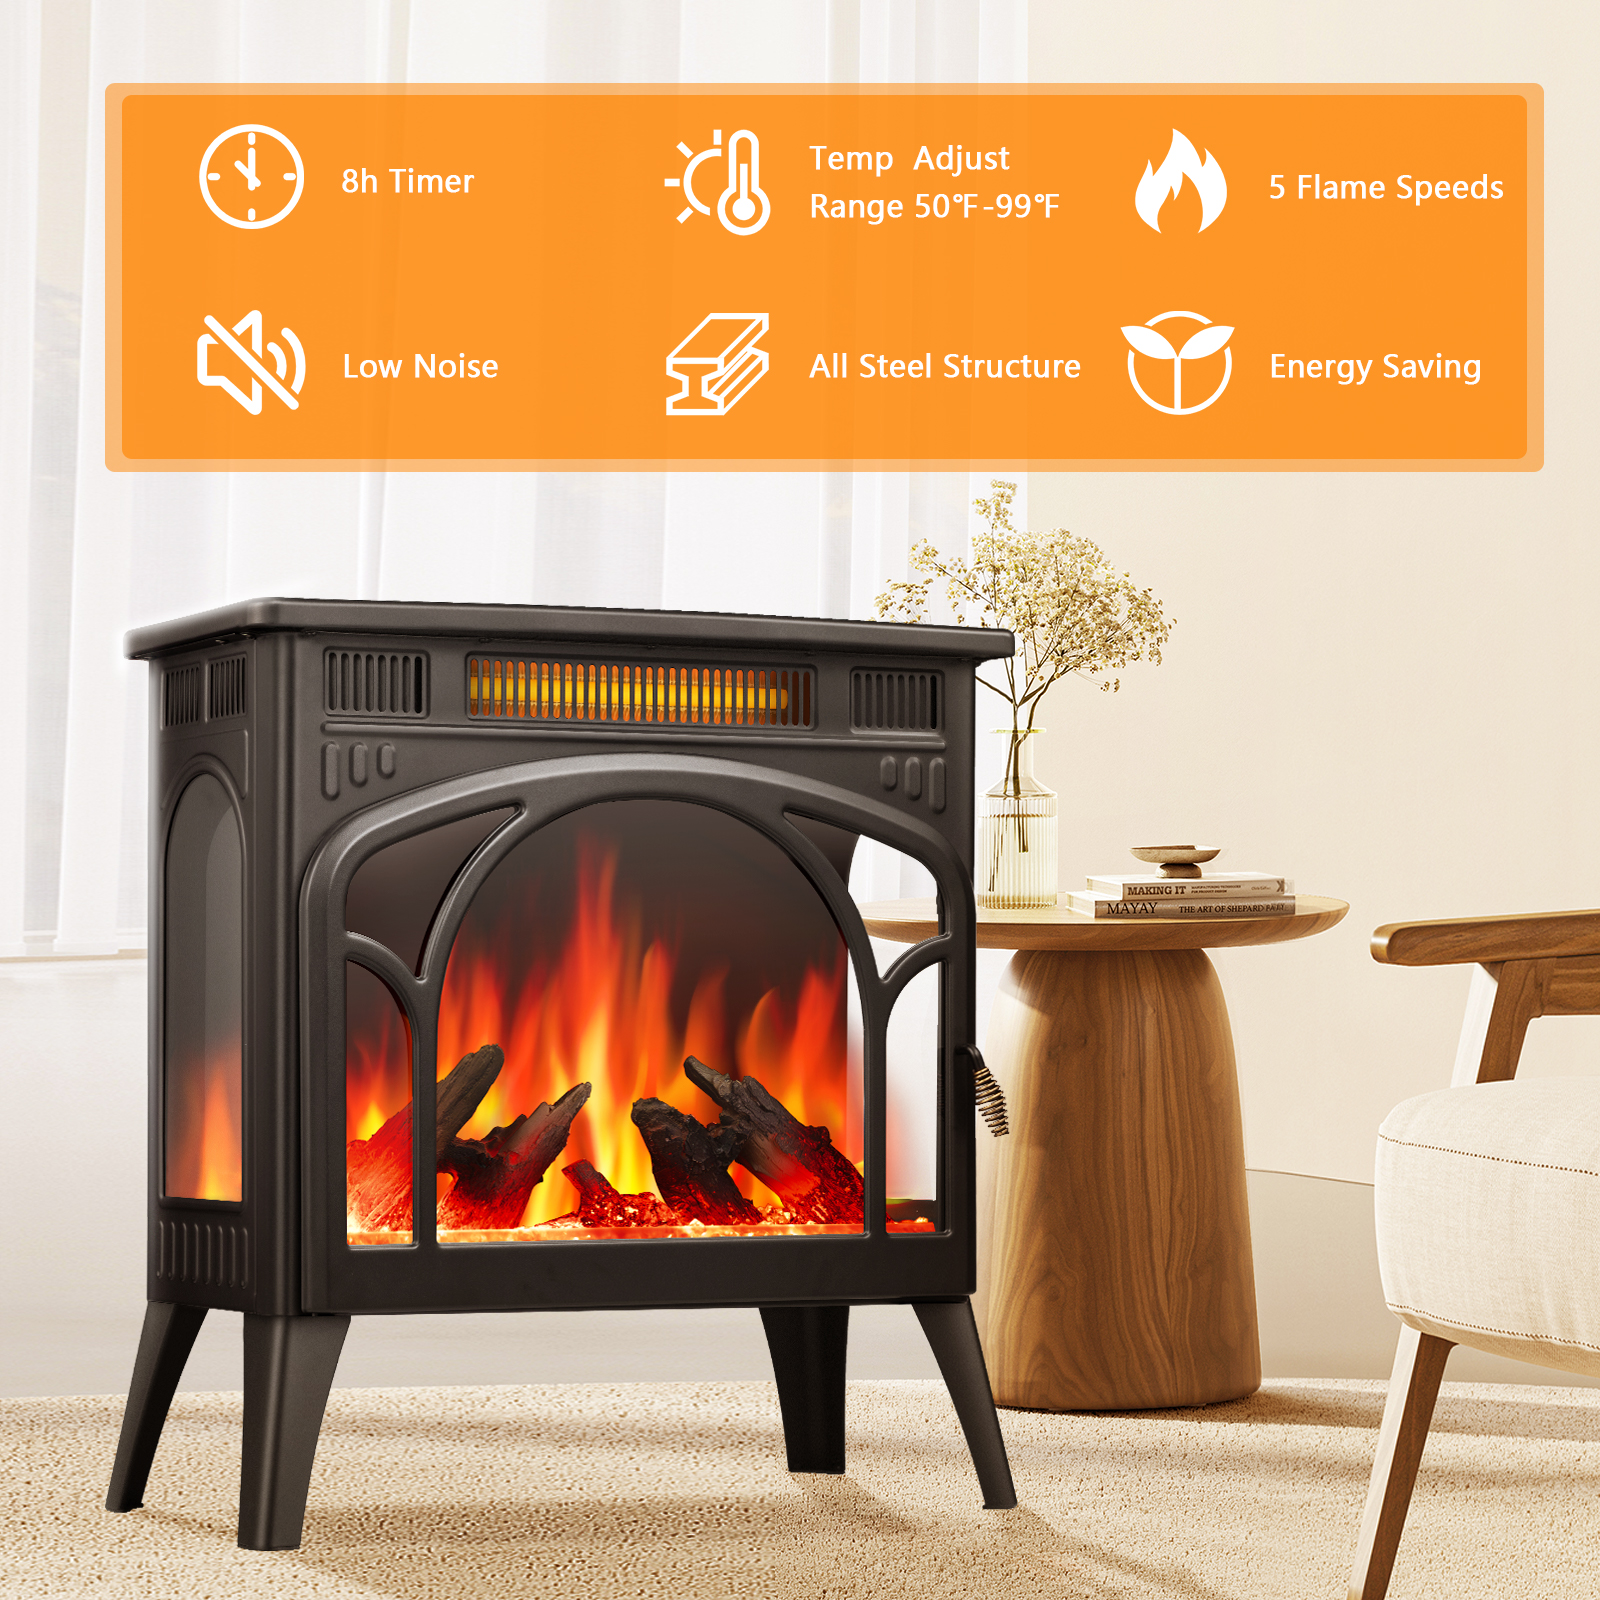 8h Timer
Temp Adjust
Range 50°F-99°F
5 Flame Speeds
Low Noise
All Steel Structure
Energy Saving
MAKING IT
MAYAY
THE ART OF SHEPARD